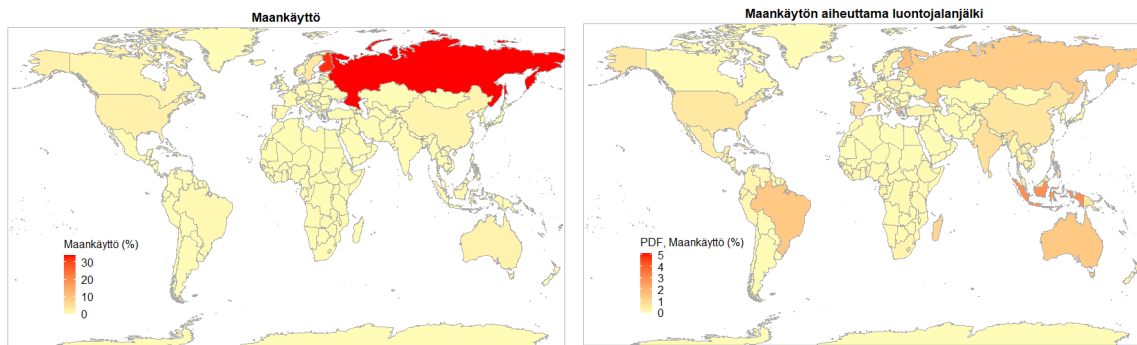 Maankäyttö
Maankäyttö (%)
30
20
10
0
Maankäytön aiheuttama luontojalanjälki
PDF, Maankäyttö (%)
5
4
3
2
1
0